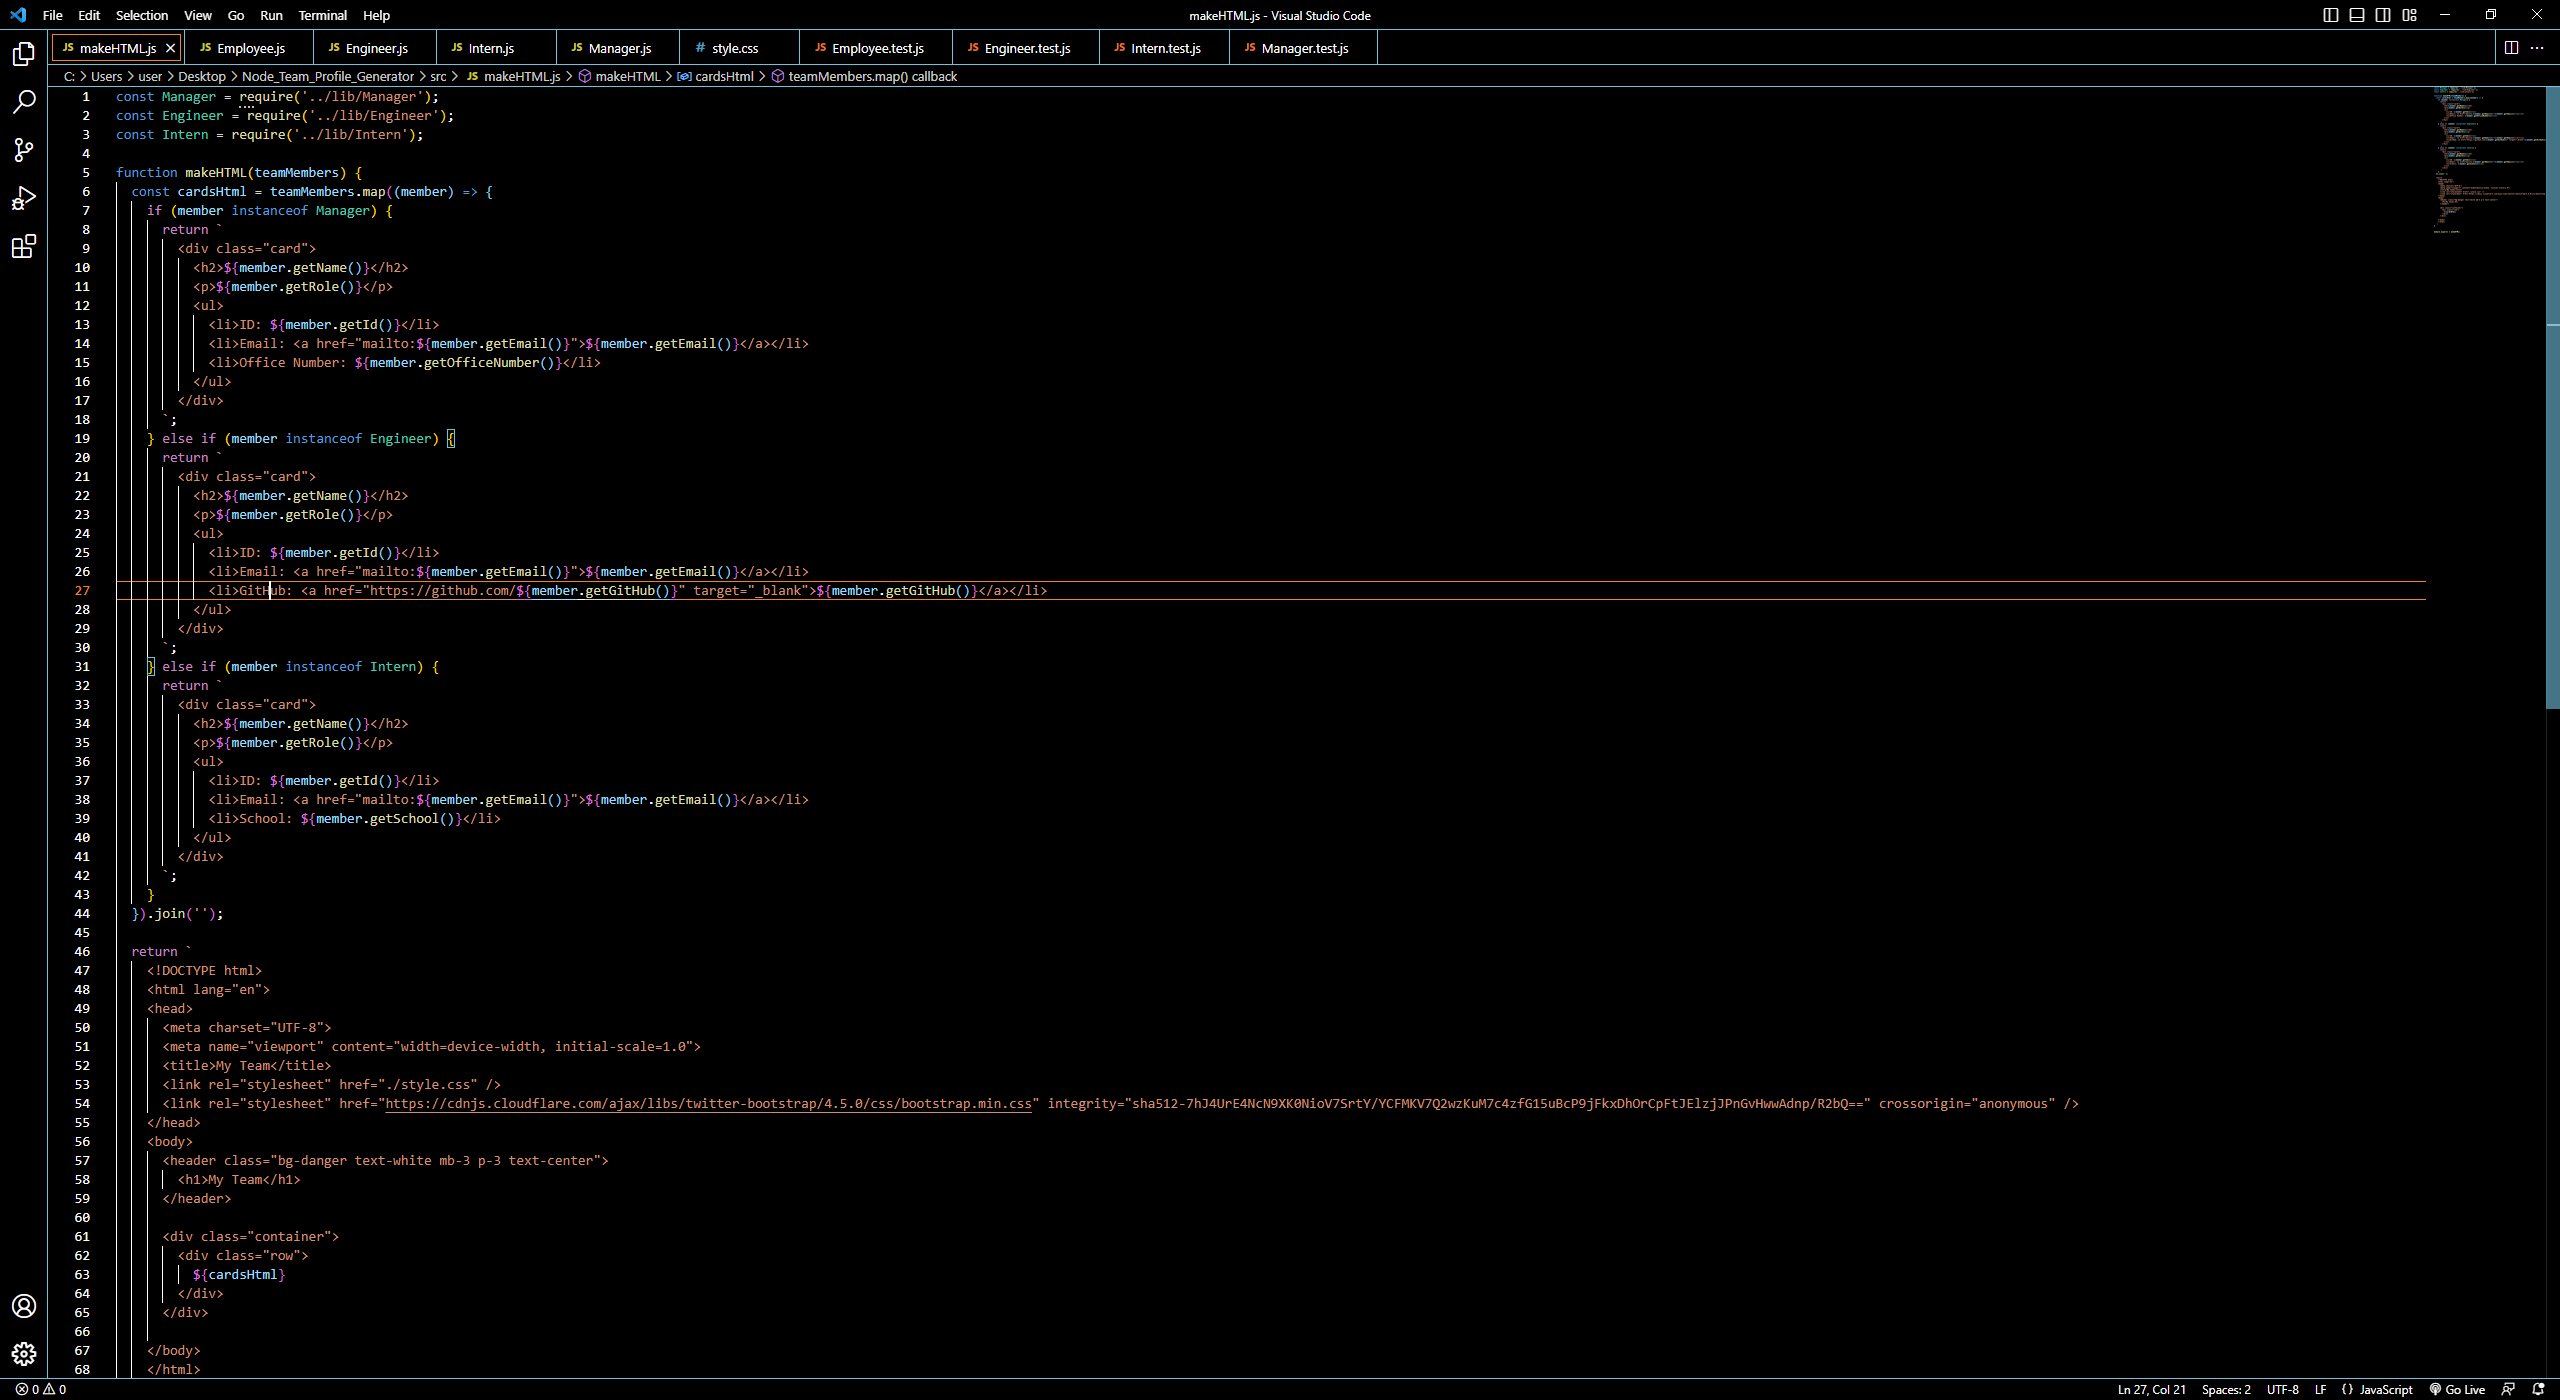 File Edit Selection View Go Run Terminal Help
makeHTML.js - Visual Studio Code
JS makeHTML.js JS Employee.js JS Engineer.js JS Intern.js JS Manager.js # style.css JS Employee.test.js JS Engineer.test.js JS Intern.test.js JS Manager.test.js
C: > Users > user > Desktop > Node_Team_Profile_Generator > src > JS makeHTML.js > makeHTML > cardsHtml > teamMembers.map() callback
1 const Manager = require('../lib/Manager');
2 const Engineer = require('../lib/Engineer');
3 const Intern = require('../lib/Intern');
4
5 function makeHTML(teamMembers) {
6 const cardsHtml = teamMembers.map((member) => {
7 if (member instanceof Manager) {
8 return `
9 <div class="card">
10 <h2>${member.getName()}</h2>
11 <p>${member.getRole()}</p>
12 <ul>
13 <li>ID: ${member.getId()}</li>
14 <li>Email: <a href="mailto:${member.getEmail()}">${member.getEmail()}</a></li>
15 <li>Office Number: ${member.getOfficeNumber()}</li>
16 </ul>
17 </div>
18 `;
19 } else if (member instanceof Engineer) {
20 return `
21 <div class="card">
22 <h2>${member.getName()}</h2>
23 <p>${member.getRole()}</p>
24 <ul>
25 <li>ID: ${member.getId()}</li>
26 <li>Email: <a href="mailto:${member.getEmail()}">${member.getEmail()}</a></li>
27 <li>GitHub: <a href="https://github.com/${member.getGitHub()}" target="_blank">${member.getGitHub()}</a></li>
28 </ul>
29 </div>
30 `;
31 } else if (member instanceof Intern) {
32 return `
33 <div class="card">
34 <h2>${member.getName()}</h2>
35 <p>${member.getRole()}</p>
36 <ul>
37 <li>ID: ${member.getId()}</li>
38 <li>Email: <a href="mailto:${member.getEmail()}">${member.getEmail()}</a></li>
39 <li>School: ${member.getSchool()}</li>
40 </ul>
41 </div>
42 `;
43 }
44 }).join('');
45
46 return `
47 <!DOCTYPE html>
48 <html lang="en">
49 <head>
50 <meta charset="UTF-8">
51 <meta name="viewport" content="width=device-width, initial-scale=1.0">
52 <title>My Team</title>
53 <link rel="stylesheet" href="./style.css" />
54 <link rel="stylesheet" href="https://cdnjs.cloudflare.com/ajax/libs/twitter-bootstrap/4.5.0/css/bootstrap.min.css" integrity="sha512-7hJ4UrE4NcN9XK0NioV7SrtY/YCFMKV7Q2wzKuM7c4zfG15uBcP9jFkxDhOrCpFtJElzjJPnGvHwwAdnp/R2bQ==" crossorigin="anonymous" />
55 </head>
56 <body>
57 <header class="bg-danger text-white mb-3 p-3 text-center">
58 <h1>My Team</h1>
59 </header>
60
61 <div class="container">
62 <div class="row">
63 ${cardsHtml}
64 </div>
65 </div>
66
67 </body>
68 </html>
0 0 Ln 27, Col 21 Spaces: 2 UTF-8 LF {} JavaScript Go Live